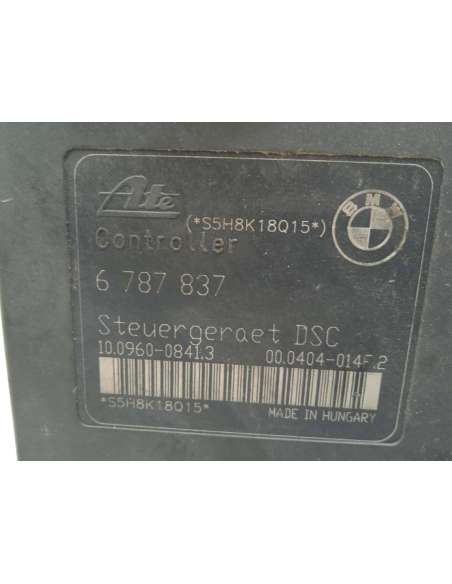 Ate
(*S5H8K18Q15*)
BMW
Controller
6 787 837
Steuergeraet DSC
10.0960-0841.3 00.0404-014F.2
*S5H8K18Q15*
MADE IN HUNGARY